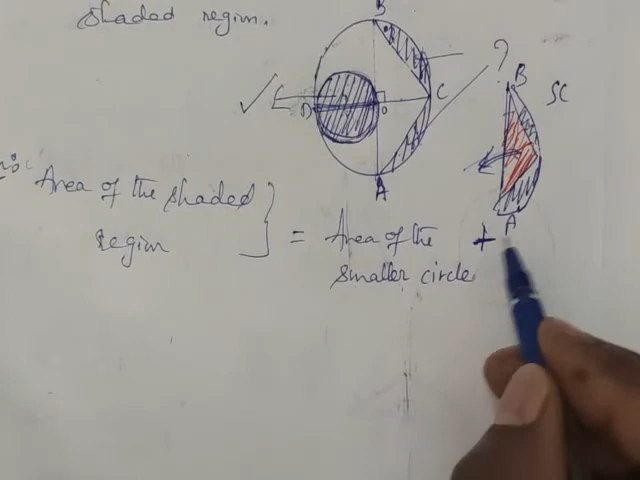 shaded region.
B
C
D
O
A
?
B
SC
A
Area of the shaded
region
= Area of the +
smaller circle